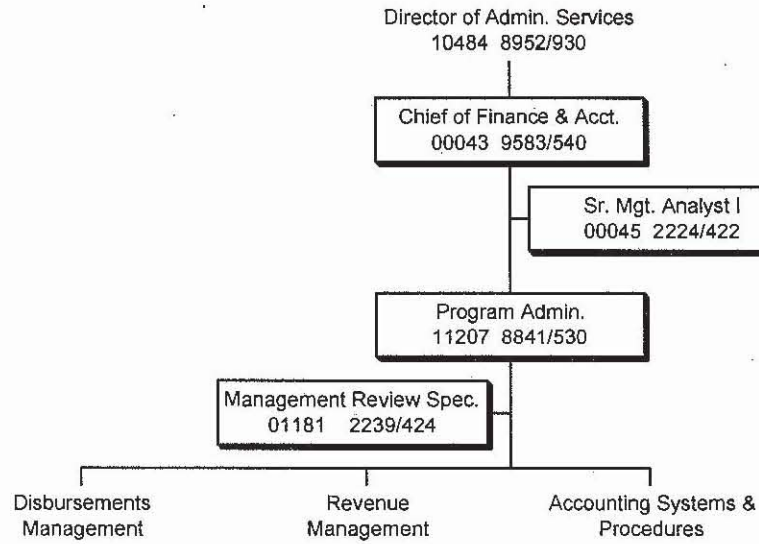 Director of Admin. Services
10484 8952/930
Chief of Finance & Acct.
00043 9583/540
Sr. Mgt. Analyst I
00045 2224/422
Program Admin.
11207 8841/530
Management Review Spec.
01181 2239/424
Disbursements
Management
Revenue
Management
Accounting Systems &
Procedures